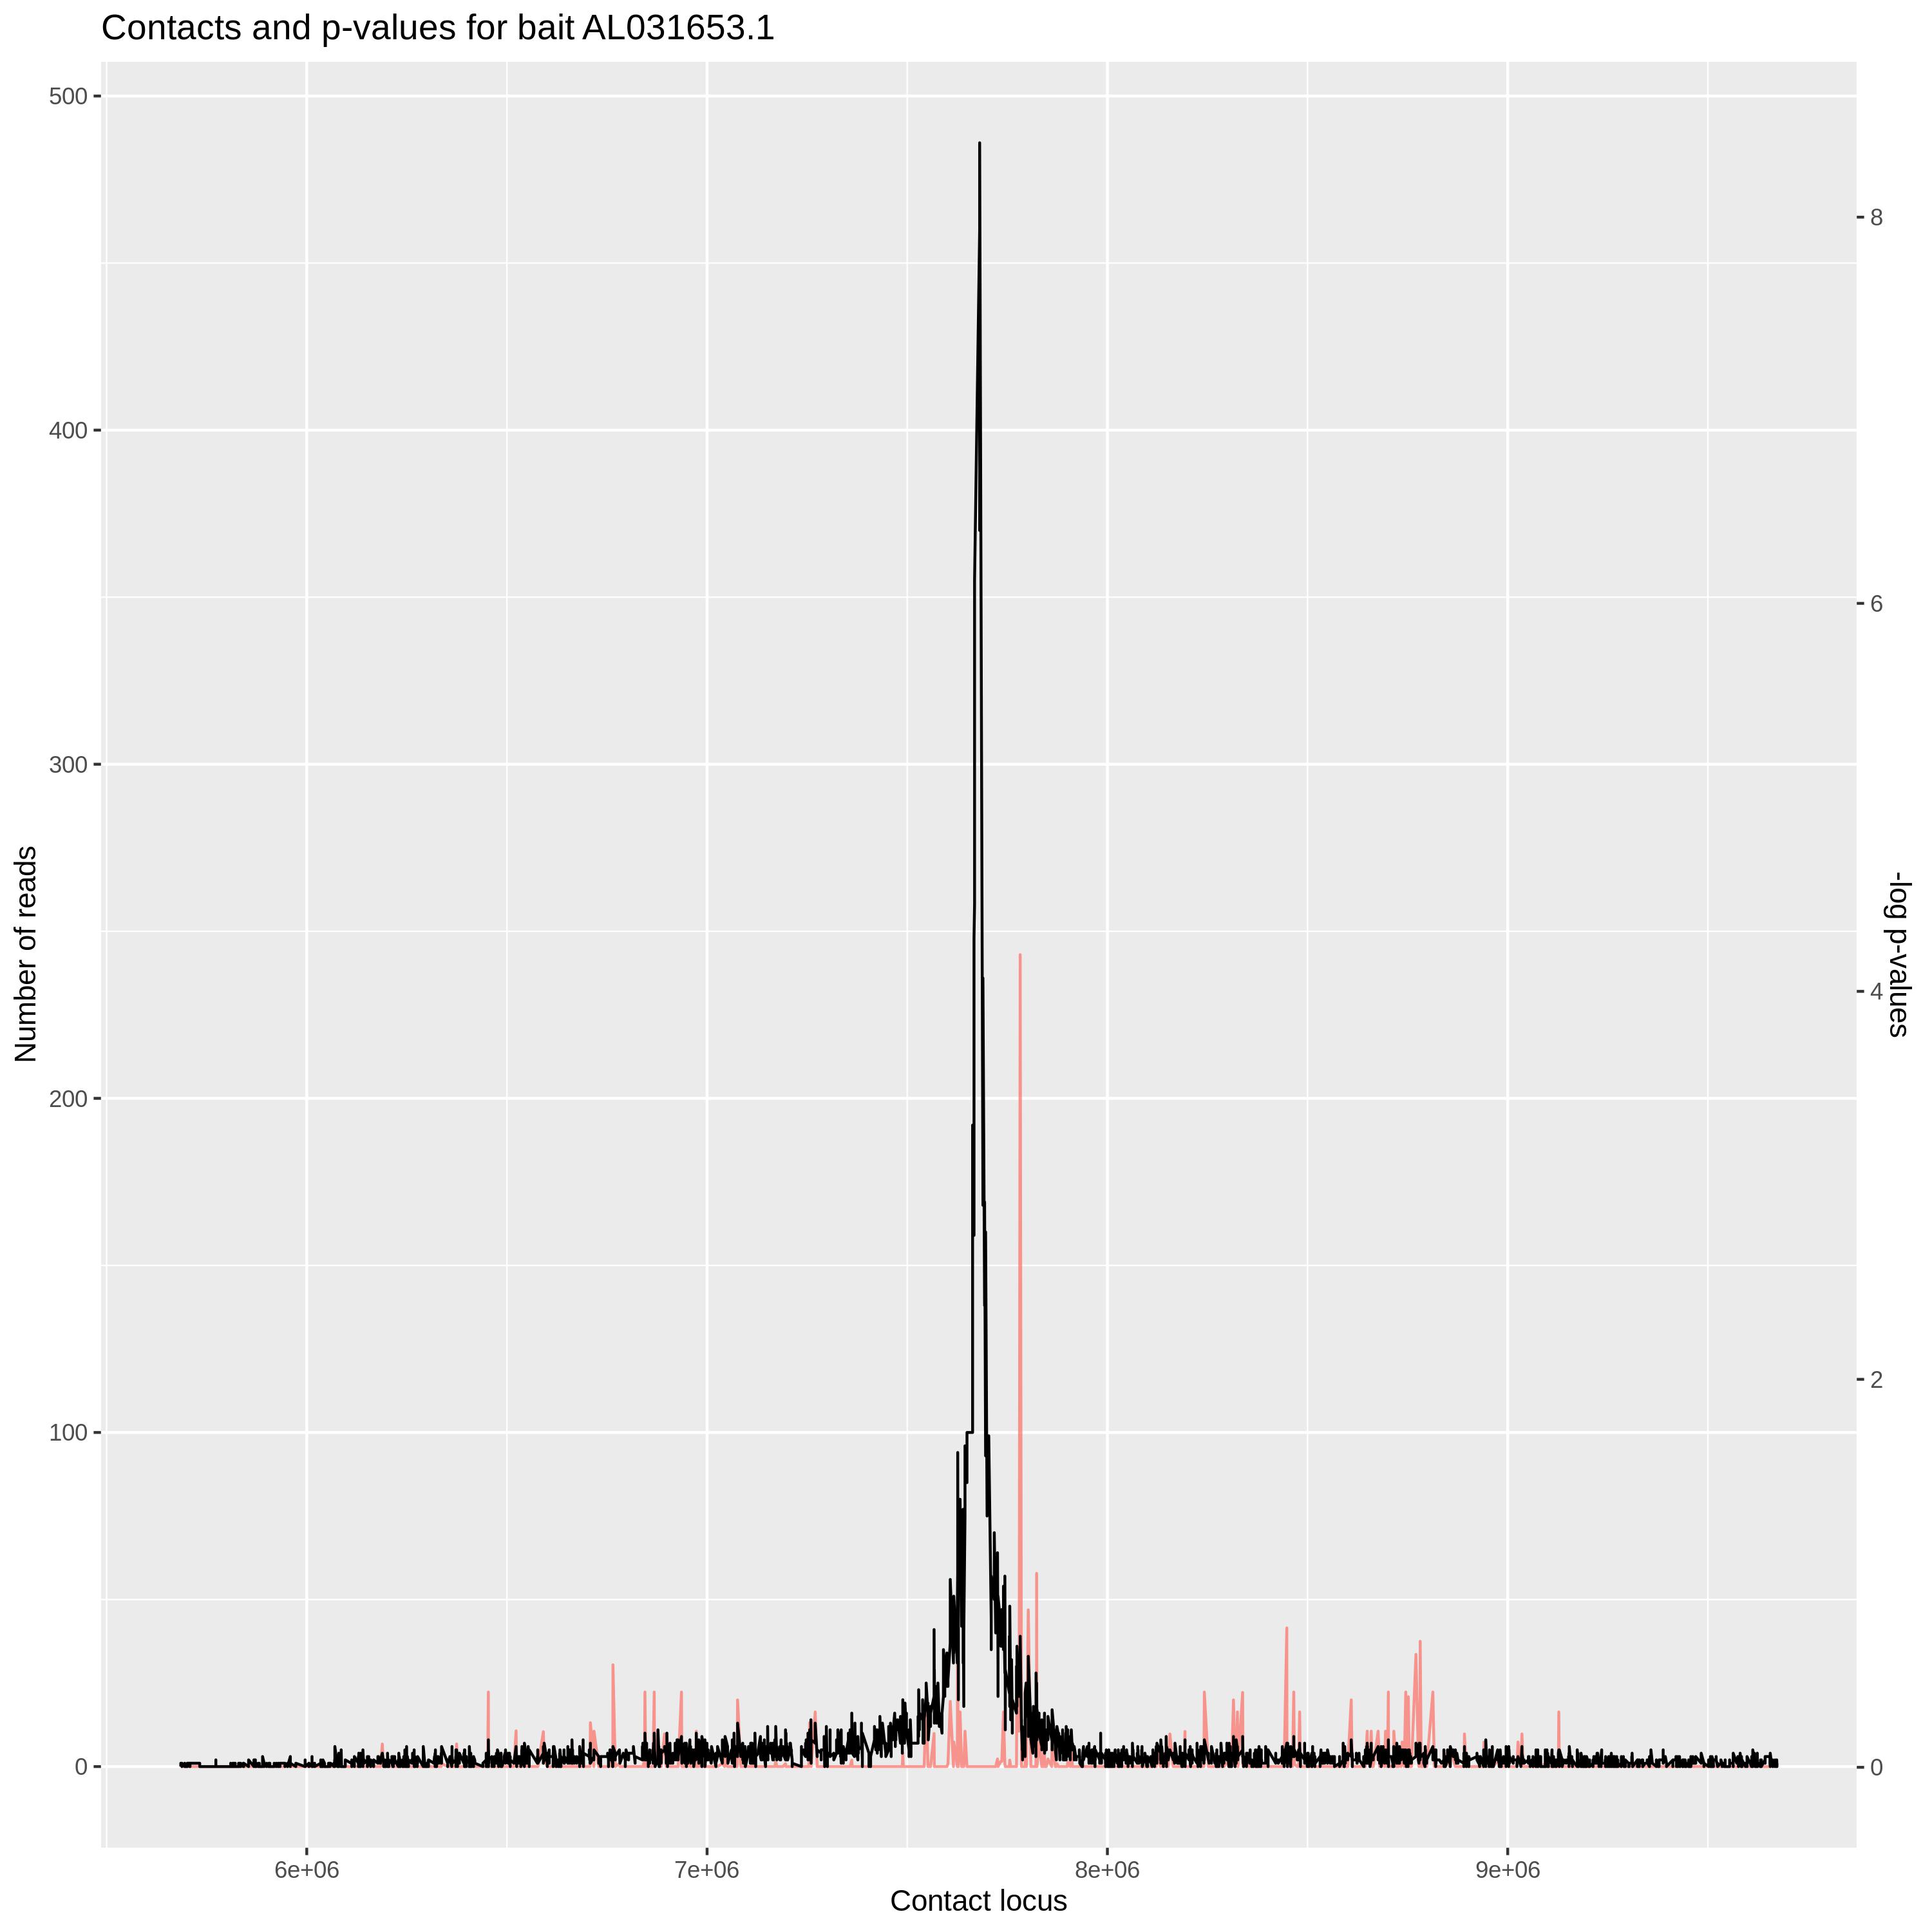 Contacts and p-values for bait AL031653.1
500
400
300
200
100
0
Number of reads
8
6
4
2
0
-log p-values
6e+06
7e+06
8e+06
9e+06
Contact locus